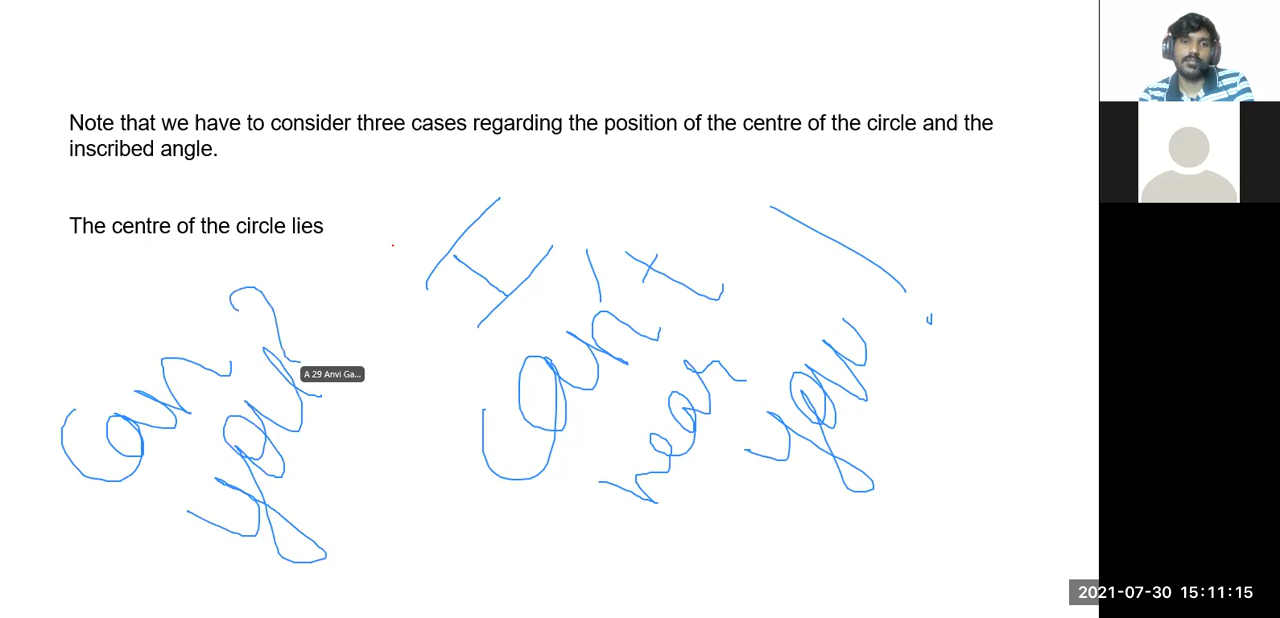 Note that we have to consider three cases regarding the position of the centre of the circle and the
inscribed angle.
The centre of the circle lies
I
can't
hear
you
!
can
you?
A 29 Anvi Ga...
2021-07-30 15:11:15